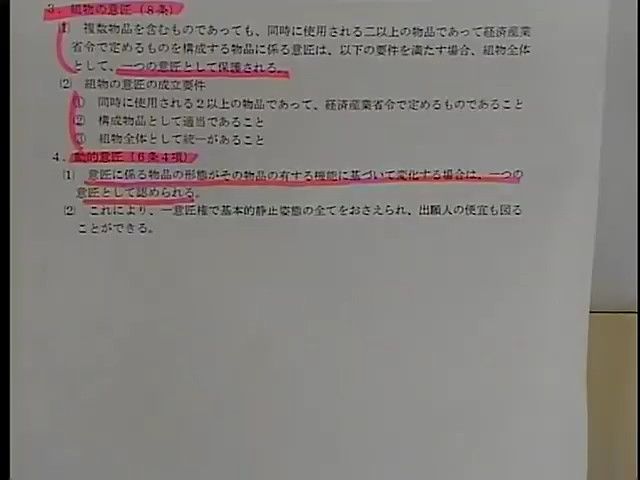 3．組物の意匠（8条）
(1) 複数物品を含むものであっても、同時に使用される二以上の物品であって経済産業
省令で定めるものを構成する物品に係る意匠は、以下の要件を満たす場合、組物全体
として、一つの意匠として保護される。
(2) 組物の意匠の成立要件
① 同時に使用される2以上の物品であって、経済産業省令で定めるものであること
② 構成物品として適当であること
③ 組物全体として統一があること
4．動的意匠（6条4項）
(1) 意匠に係る物品の形態がその物品の有する機能に基づいて変化する場合は、一つの
意匠として認められる。
(2) これにより、一意匠権で基本的静止姿態の全てをおさえられ、出願人の便宜も図る
ことができる。